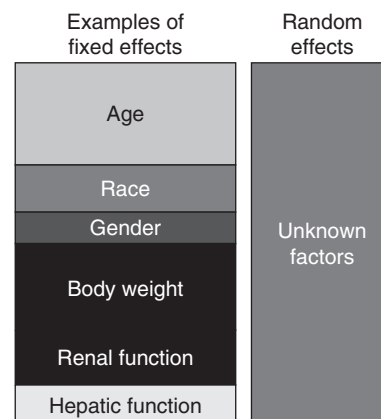 Examples of
fixed effects
Random
effects
Age
Race
Gender
Body weight
Renal function
Hepatic function
Unknown
factors